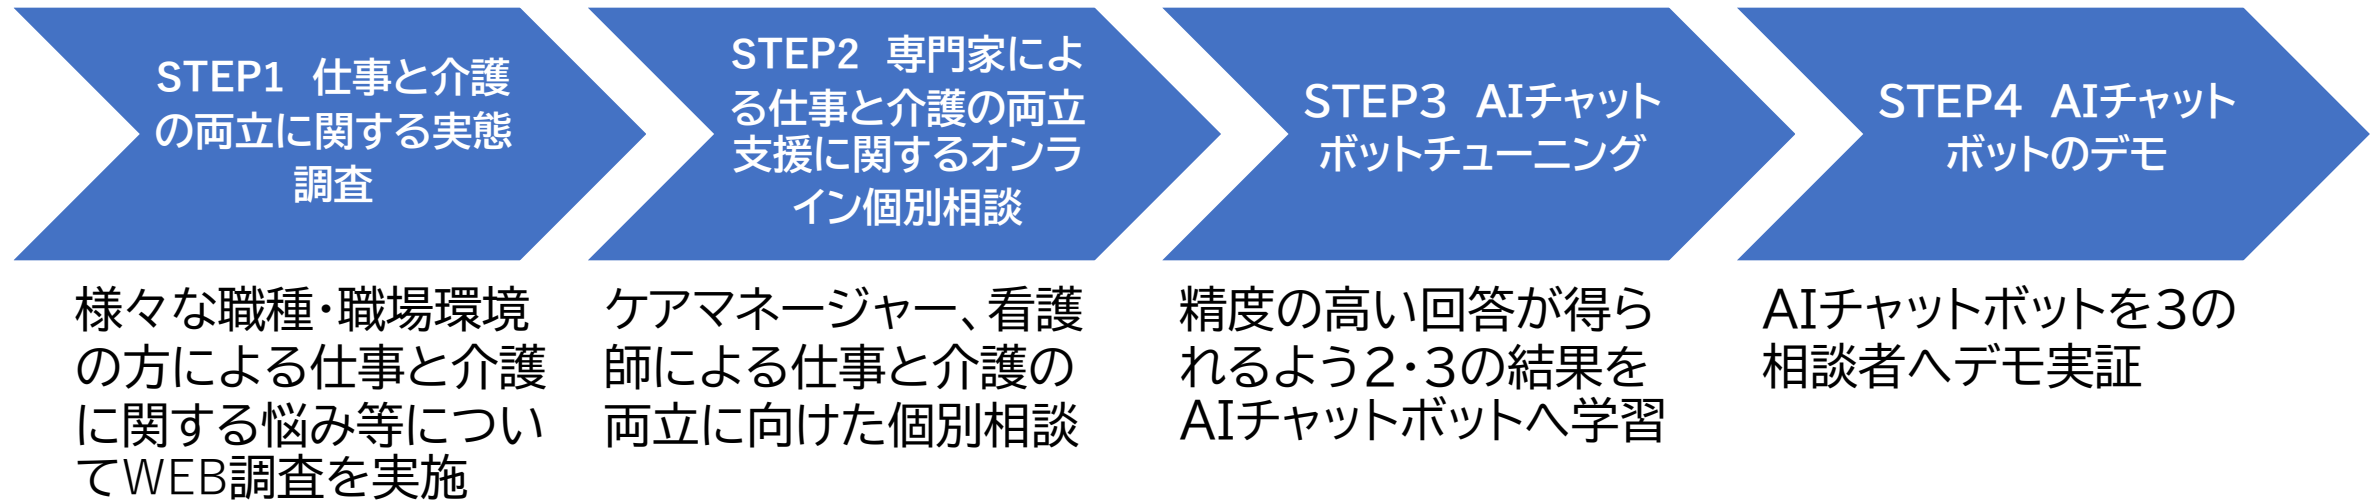 STEP1　仕事と介護
の両立に関する実態
調査
STEP2　専門家によ
る仕事と介護の両立
支援に関するオンラ
イン個別相談
STEP3　AIチャット
ボットチューニング
STEP4　AIチャット
ボットのデモ
様々な職種・職場環境
の方による仕事と介護
に関する悩み等につい
てWEB調査を実施
ケアマネージャー、看護
師による仕事と介護の
両立に向けた個別相談
精度の高い回答が得ら
れるよう２・３の結果を
AIチャットボットへ学習
AIチャットボットを３の
相談者へデモ実証